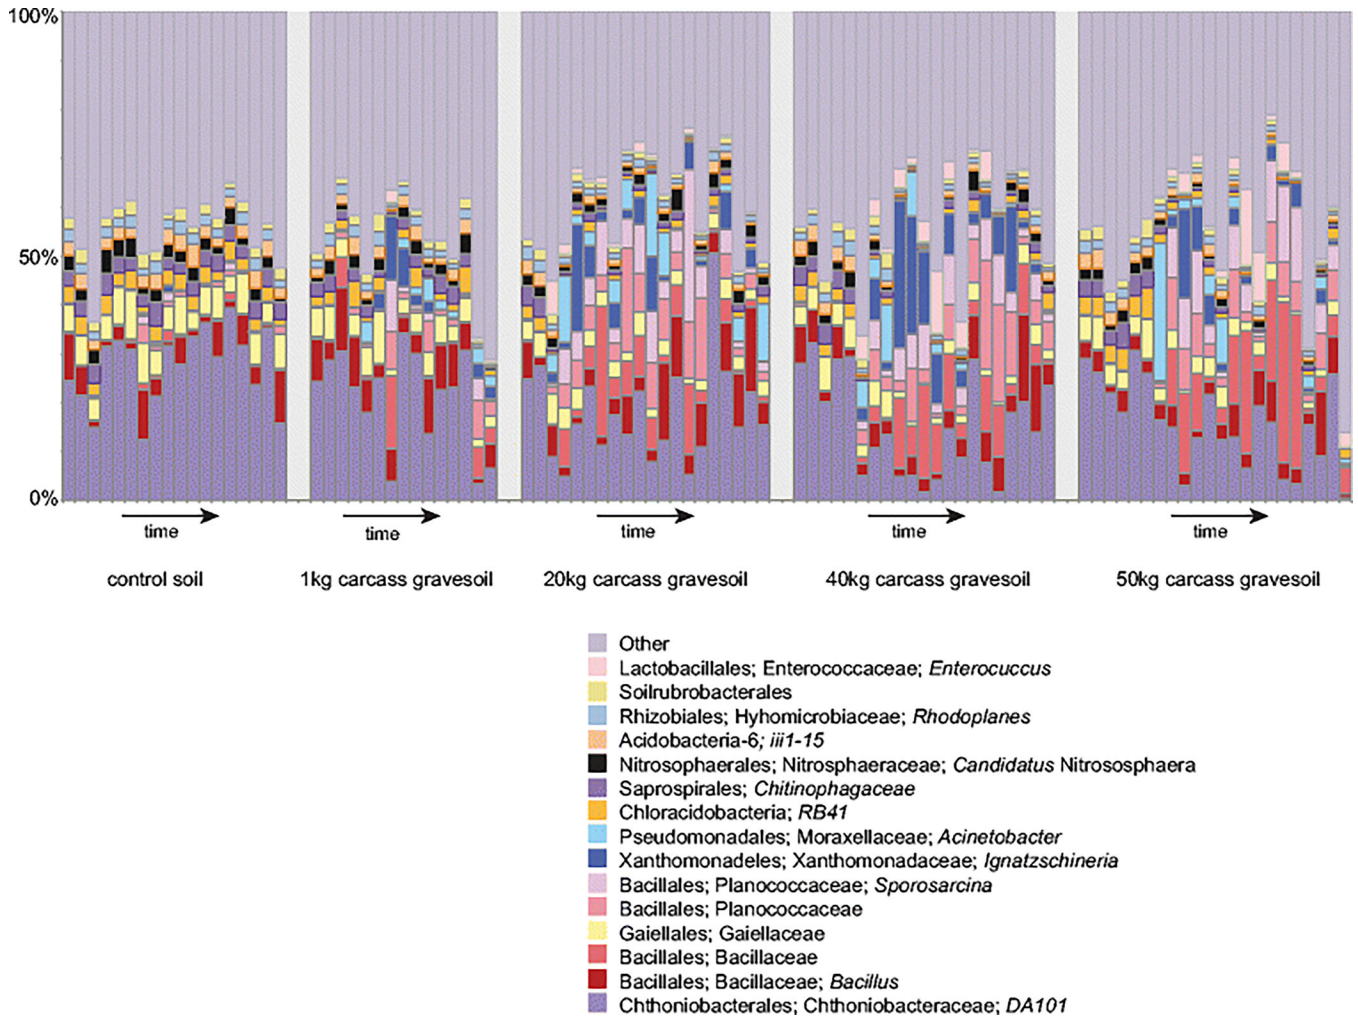 100%
50%
0%
time
time
time
time
time
control soil
1kg carcass gravesoil
20kg carcass gravesoil
40kg carcass gravesoil
50kg carcass gravesoil
Other
Lactobacillales; Enterococcaceae; Enterocuccus
Soilrubrobacterales
Rhizobiales; Hyhomicrobiaceae; Rhodoplanes
Acidobacteria-6; iii1-15
Nitrosophaerales; Nitrosphaeraceae; Candidatus Nitrososphaera
Saprospirales; Chitinophagaceae
Chloracidobacteria; RB41
Pseudomonadales; Moraxellaceae; Acinetobacter
Xanthomonadeles; Xanthomonadaceae; Ignatzschineria
Bacillales; Planococcaceae; Sporosarcina
Bacillales; Planococcaceae
Gaiellales; Gaiellaceae
Bacillales; Bacillaceae
Bacillales; Bacillaceae; Bacillus
Chthoniobacterales; Chthoniobacteraceae; DA101